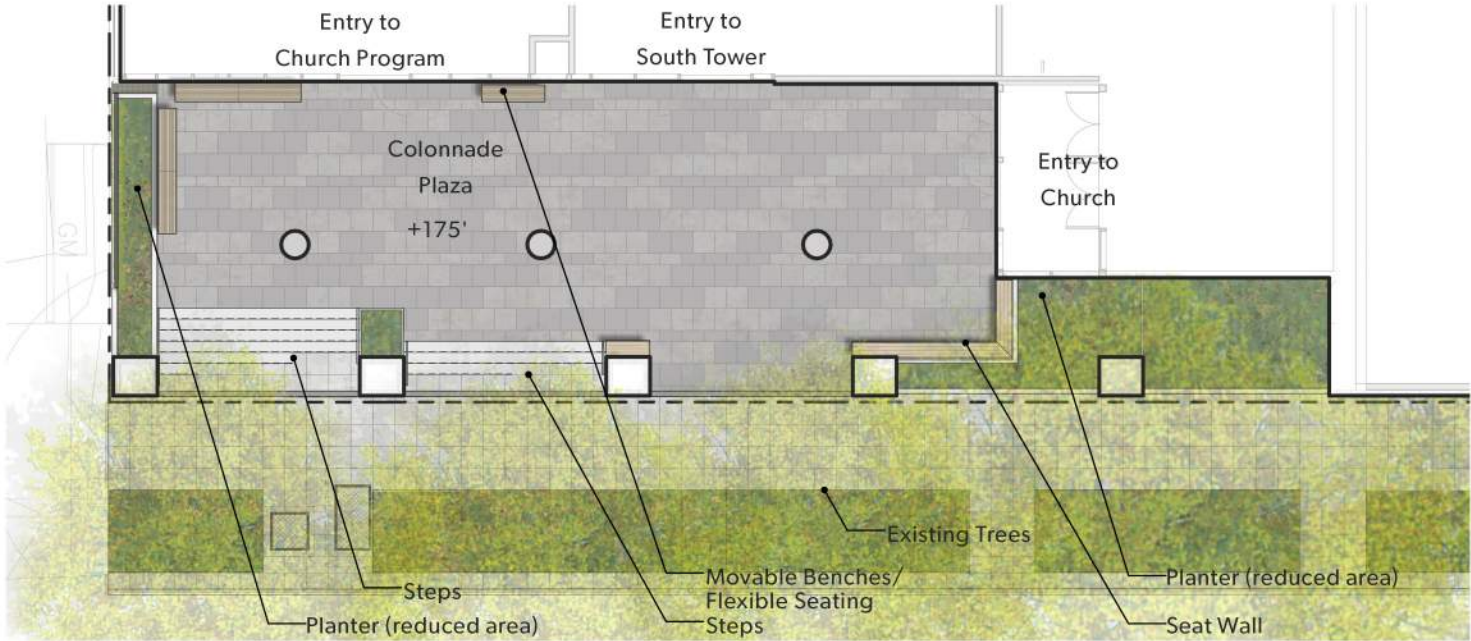 Entry to
Church Program
Entry to
South Tower
Colonnade
Plaza
+175'
Entry to
Church
GM
Existing Trees
Steps
Planter (reduced area)
Movable Benches/
Flexible Seating
Steps
Planter (reduced area)
Seat Wall